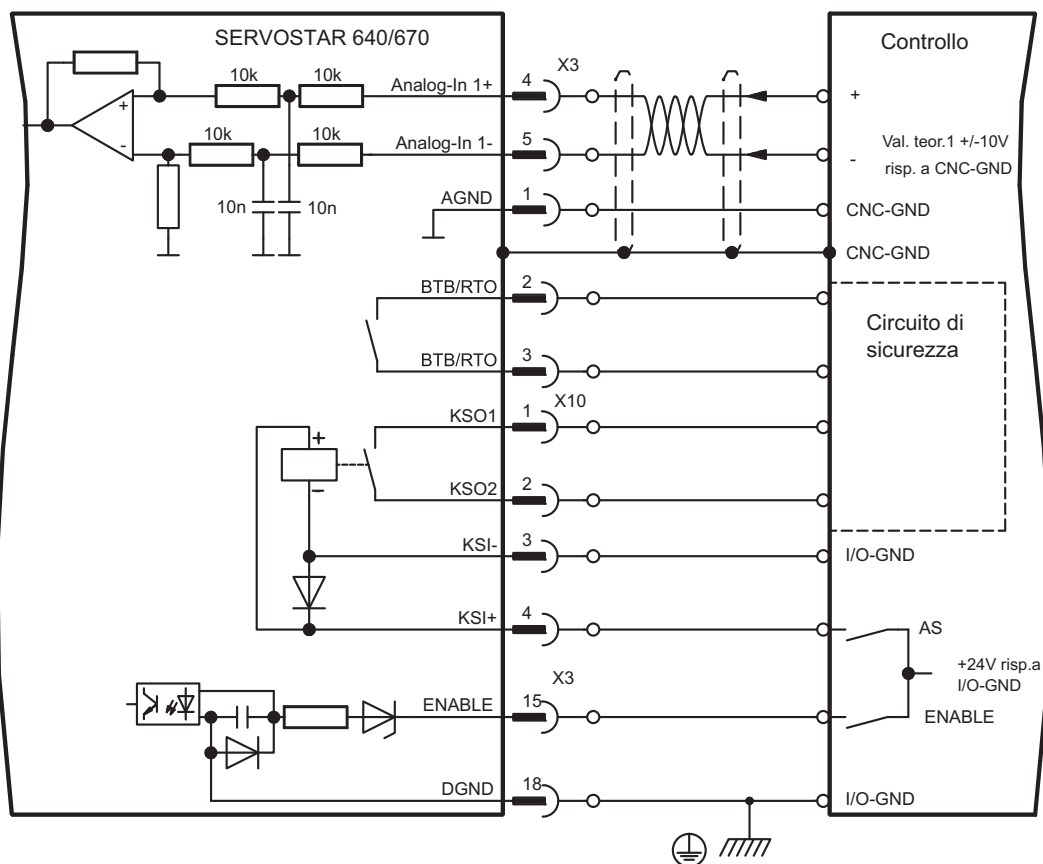 SERVOSTAR 640/670
Controllo
X3
10k
10k
Analog-In 1+
4
+
+
-
10k
10k
Analog-In 1-
5
-
Val. teor.1 +/-10V
risp. a CNC-GND
10n
10n
AGND
1
CNC-GND
CNC-GND
BTB/RTO
2
Circuito di
sicurezza
BTB/RTO
3
X10
KSO1
1
+
−
KSO2
2
KSI-
3
I/O-GND
KSI+
4
AS
+24V risp.a
I/O-GND
X3
ENABLE
15
ENABLE
DGND
18
I/O-GND